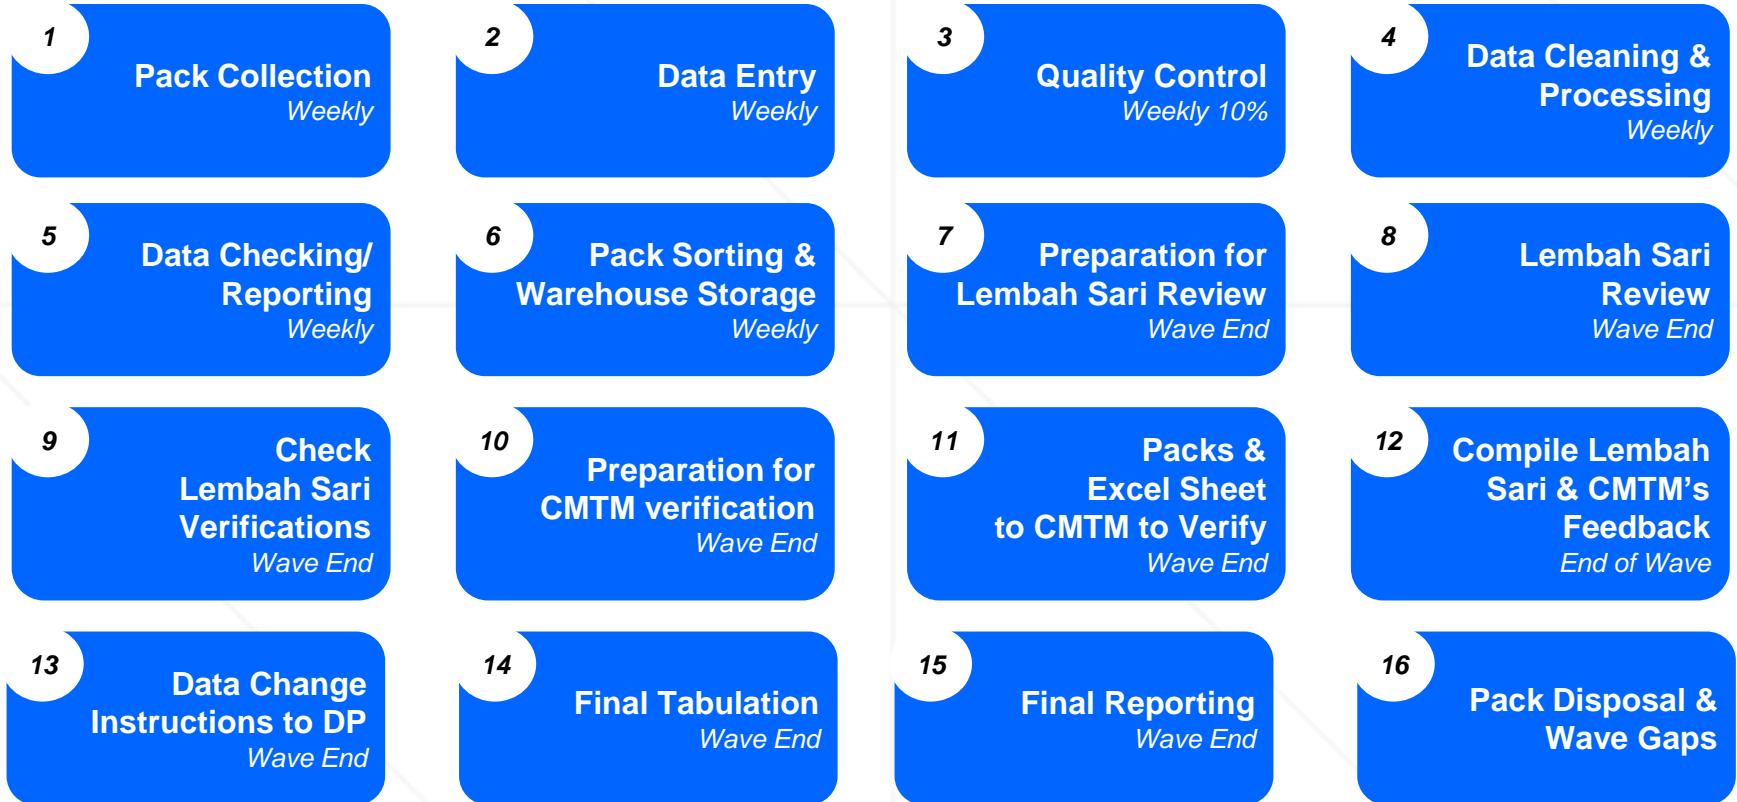 1
Pack Collection
Weekly
2
Data Entry
Weekly
3
Quality Control
Weekly 10%
4
Data Cleaning &
Processing
Weekly
5
Data Checking/
Reporting
Weekly
6
Pack Sorting &
Warehouse Storage
Weekly
7
Preparation for
Lembah Sari Review
Wave End
8
Lembah Sari
Review
Wave End
9
Check
Lembah Sari
Verifications
Wave End
10
Preparation for
CMTM verification
Wave End
11
Packs &
Excel Sheet
to CMTM to Verify
Wave End
12
Compile Lembah
Sari & CMTM’s
Feedback
End of Wave
13
Data Change
Instructions to DP
Wave End
14
Final Tabulation
Wave End
15
Final Reporting
Wave End
16
Pack Disposal &
Wave Gaps